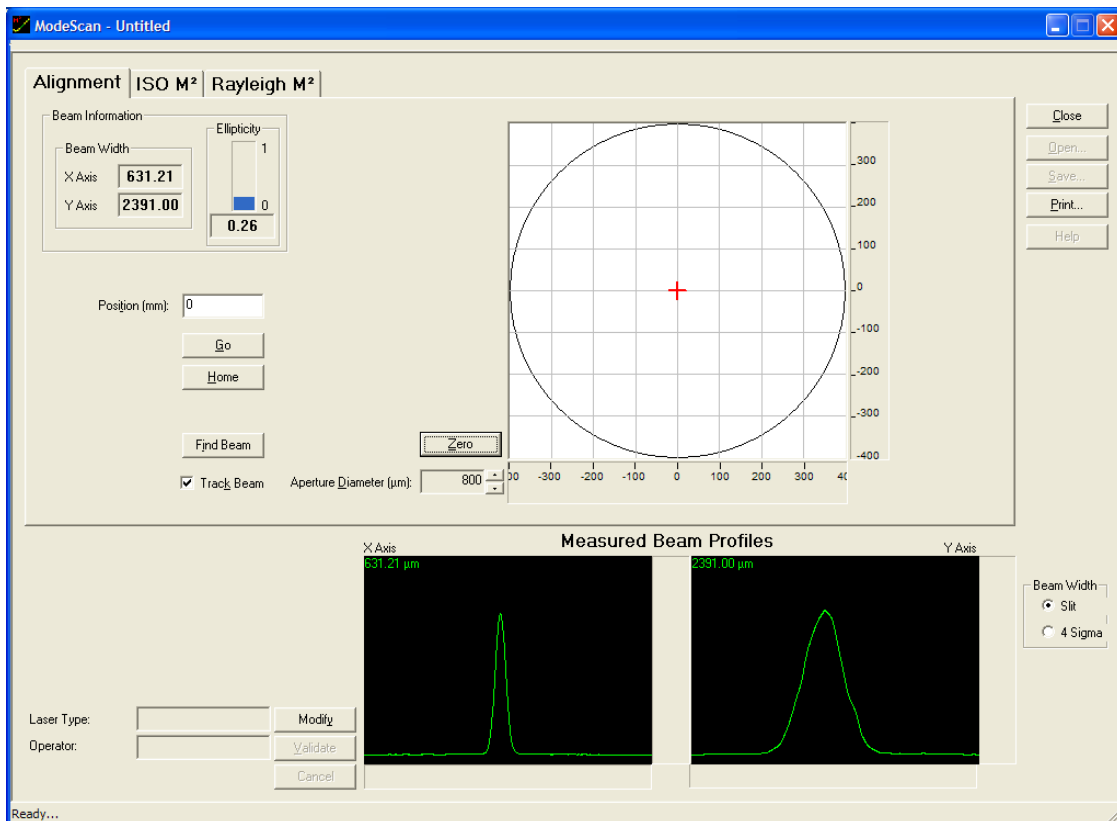 ModeScan - Untitled
Alignment ISO M² Rayleigh M²
Beam Information
Ellipticity
Beam Width
1
X Axis 631.21
Y Axis 2391.00
0
0.26
Close
Open...
Save...
Print...
Help
Position (mm): 0
Go
Home
Find Beam
Zero
Track Beam
Aperture Diameter (µm): 800
300
200
100
0
-100
-200
-300
-400
00 -300 -200 -100 0 100 200 300 40
Measured Beam Profiles
X Axis
Y Axis
631.21 µm
2391.00 µm
Beam Width
Slit
4 Sigma
Laser Type:
Modify
Operator:
Validate
Cancel
Ready...